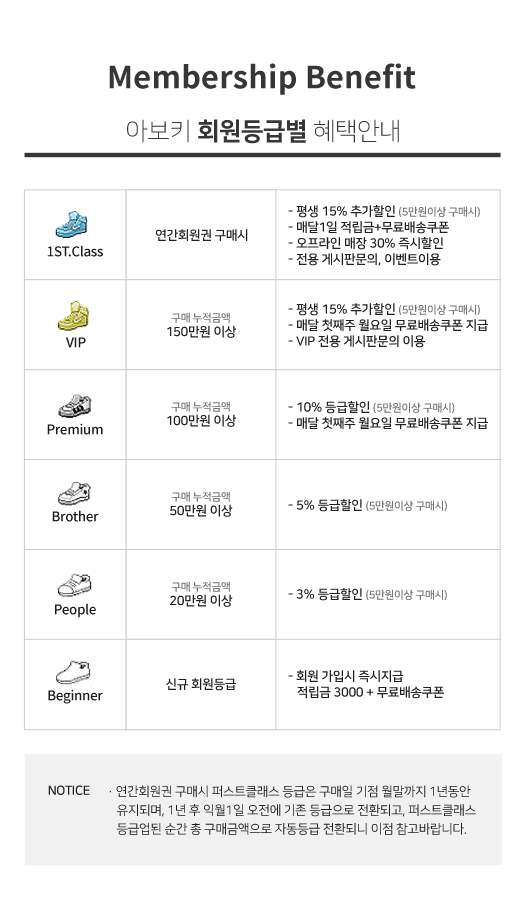 Membership Benefit
아보키 회원등급별 혜택안내
1ST.Class
연간회원권 구매시
- 평생 15% 추가할인 (5만원이상 구매시)
- 매달1일 적립금+무료배송쿠폰
- 오프라인 매장 30% 즉시할인
- 전용 게시판문의, 이벤트이용
VIP
구매 누적금액
150만원 이상
- 평생 15% 추가할인 (5만원이상 구매시)
- 매달 첫째주 월요일 무료배송쿠폰 지급
- VIP 전용 게시판문의 이용
Premium
구매 누적금액
100만원 이상
- 10% 등급할인 (5만원이상 구매시)
- 매달 첫째주 월요일 무료배송쿠폰 지급
Brother
구매 누적금액
50만원 이상
- 5% 등급할인 (5만원이상 구매시)
People
구매 누적금액
20만원 이상
- 3% 등급할인 (5만원이상 구매시)
Beginner
신규 회원등급
- 회원 가입시 즉시지급
적립금 3000 + 무료배송쿠폰
NOTICE · 연간회원권 구매시 퍼스트클래스 등급은 구매일 기점 월말까지 1년동안
유지되며, 1년 후 익월1일 오전에 기존 등급으로 전환되고, 퍼스트클래스
등급업된 순간 총 구매금액으로 자동등급 전환되니 이점 참고바랍니다.